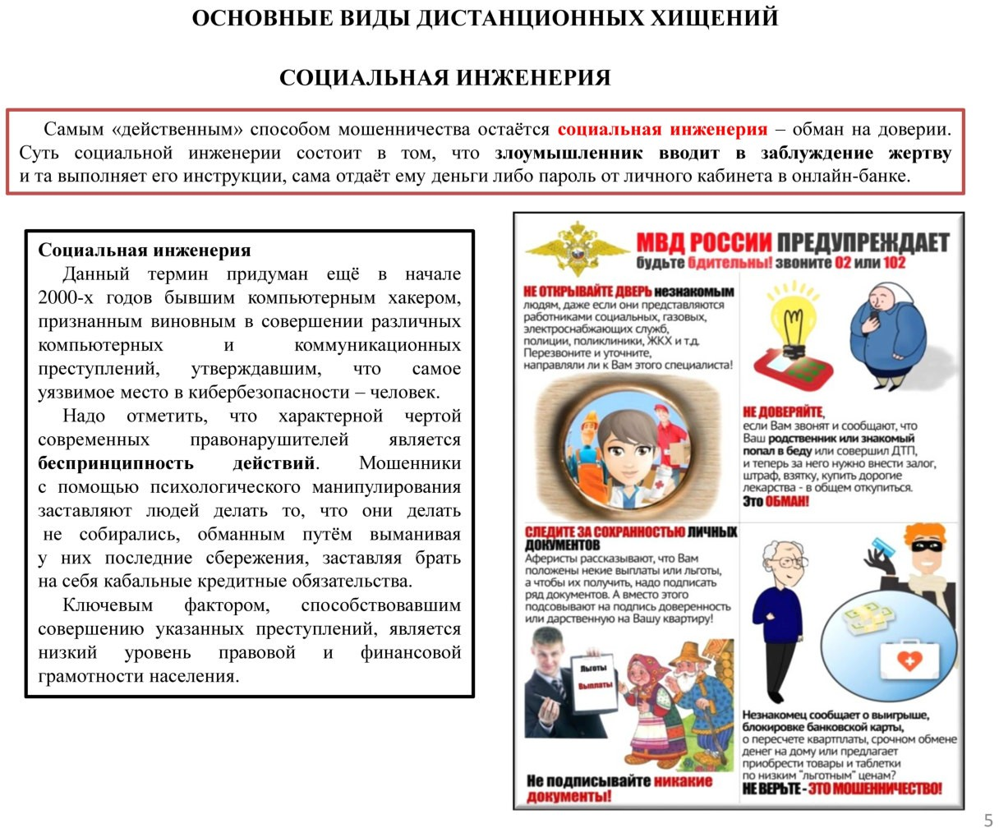 ОСНОВНЫЕ ВИДЫ ДИСТАНЦИОННЫХ ХИЩЕНИЙ
СОЦИАЛЬНАЯ ИНЖЕНЕРИЯ
Самым «действенным» способом мошенничества остаётся социальная инженерия – обман на доверии.
Суть социальной инженерии состоит в том, что злоумышленник вводит в заблуждение жертву
и та выполняет его инструкции, сама отдаёт ему деньги либо пароль от личного кабинета в онлайн-банке.
Социальная инженерия
Данный термин придуман ещё в начале
2000-х годов бывшим компьютерным хакером,
признанным виновным в совершении различных
компьютерных и коммуникационных
преступлений, утверждавшим, что самое
уязвимое место в кибербезопасности – человек.
Надо отметить, что характерной чертой
современных правонарушителей является
беспринципность действий. Мошенники
с помощью психологического манипулирования
заставляют людей делать то, что они делать
не собирались, обманным путём выманивая
у них последние сбережения, заставляя брать
на себя кабальные кредитные обязательства.
Ключевым фактором, способствовавшим
совершению указанных преступлений, является
низкий уровень правовой и финансовой
грамотности населения.
МВД РОССИИ ПРЕДУПРЕЖДАЕТ
будьте бдительны! звоните 02 или 102
НЕ ОТКРЫВАЙТЕ ДВЕРЬ незнакомым
людям, даже если они представляются
работниками социальных, газовых,
электроснабжающих служб,
полиции, поликлиники, ЖКХ и т.д.
Перезвоните и уточните,
направляли ли к Вам этого специалиста!
НЕ ДОВЕРЯЙТЕ,
если Вам звонят и сообщают, что
Ваш родственник или знакомый
попал в беду или совершил ДТП,
и теперь за него нужно внести залог,
штраф, взятку, купить дорогие
лекарства - в общем откупиться.
Это ОБМАН!
СЛЕДИТЕ ЗА СОХРАННОСТЬЮ ЛИЧНЫХ
ДОКУМЕНТОВ
Аферисты рассказывают, что Вам
положены некие выплаты или льготы,
а чтобы их получить, надо подписать
ряд документов. А вместо этого
подсовывают на подпись доверенность
или дарственную на Вашу квартиру!
Льготы
Выплаты
Не подписывайте никакие
документы!
Незнакомец сообщает о выигрыше,
блокировке банковской карты,
о пересчете квартплаты, срочном обмене
денег на дому или предлагает
приобрести товары и таблетки
по низким "льготным" ценам?
НЕ ВЕРЬТЕ - ЭТО МОШЕННИЧЕСТВО!
5